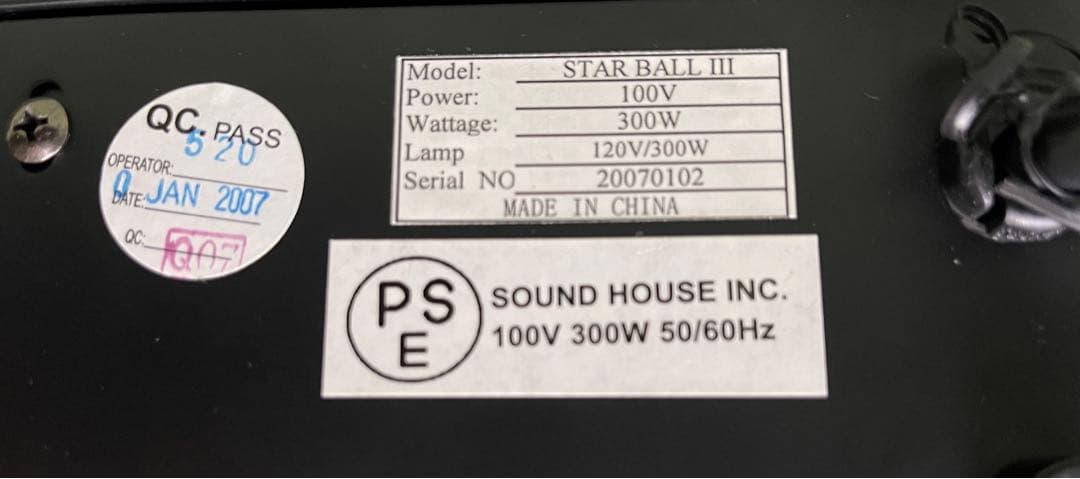 QC. PASS
520
OPERATOR:
DATE: JAN 2007
QC: Q07
Model: STAR BALL III
Power: 100V
Wattage: 300W
Lamp 120V/300W
Serial NO 20070102
MADE IN CHINA
PS
E
SOUND HOUSE INC.
100V 300W 50/60Hz